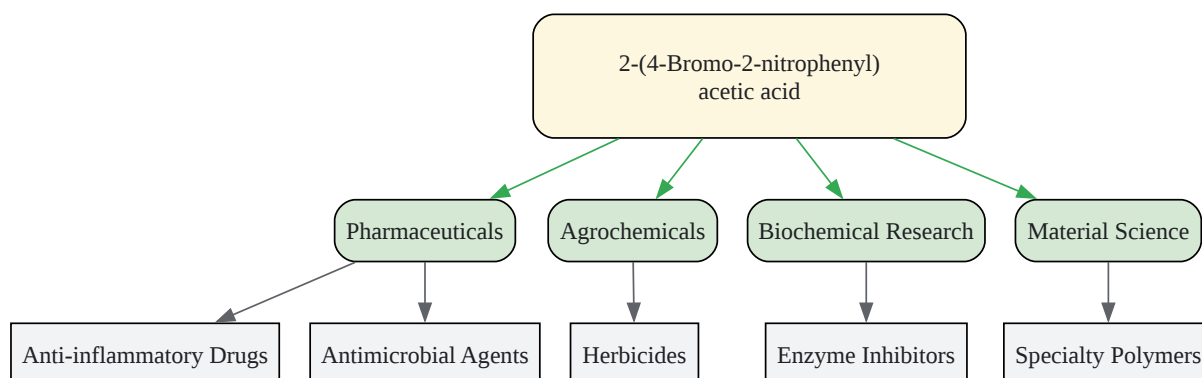 2-(4-Bromo-2-nitrophenyl)
acetic acid
Pharmaceuticals
Agrochemicals
Biochemical Research
Material Science
Anti-inflammatory Drugs
Antimicrobial Agents
Herbicides
Enzyme Inhibitors
Specialty Polymers